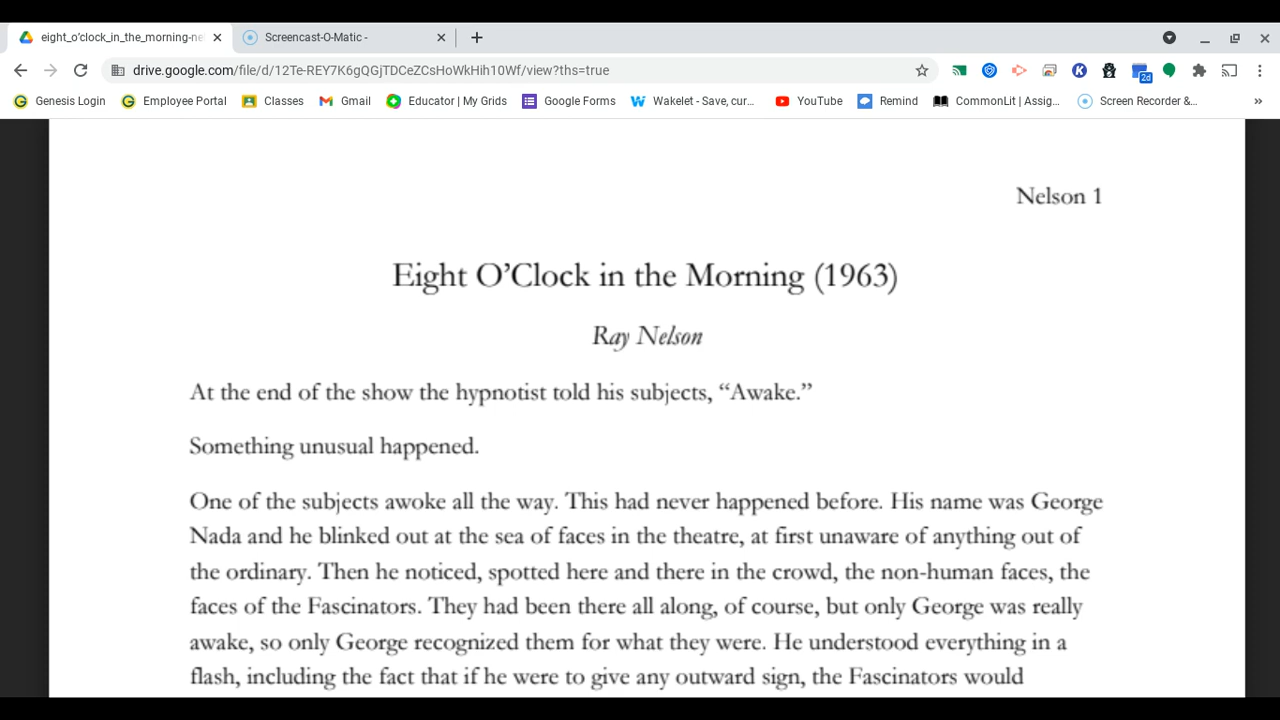 eight_o’clock_in_the_morning-ne
Screencast-O-Matic -
drive.google.com/file/d/12Te-REY7K6gQGjTDCeZCsHoWkHih10Wf/view?ths=true
2d
Genesis Login
Employee Portal
Classes
Gmail
Educator | My Grids
Google Forms
Wakelet - Save, cur...
YouTube
Remind
CommonLit | Assig...
Screen Recorder &...
»
Nelson 1
Eight O’Clock in the Morning (1963)
Ray Nelson
At the end of the show the hypnotist told his subjects, “Awake.”
Something unusual happened.
One of the subjects awoke all the way. This had never happened before. His name was George
Nada and he blinked out at the sea of faces in the theatre, at first unaware of anything out of
the ordinary. Then he noticed, spotted here and there in the crowd, the non-human faces, the
faces of the Fascinators. They had been there all along, of course, but only George was really
awake, so only George recognized them for what they were. He understood everything in a
flash, including the fact that if he were to give any outward sign, the Fascinators would